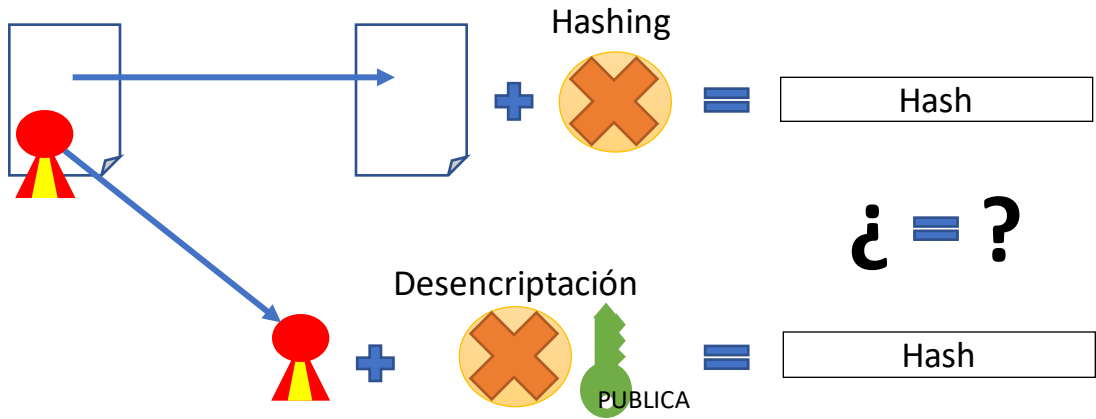 Hashing
Hash
¿ = ?
Desencriptación
PUBLICA
Hash